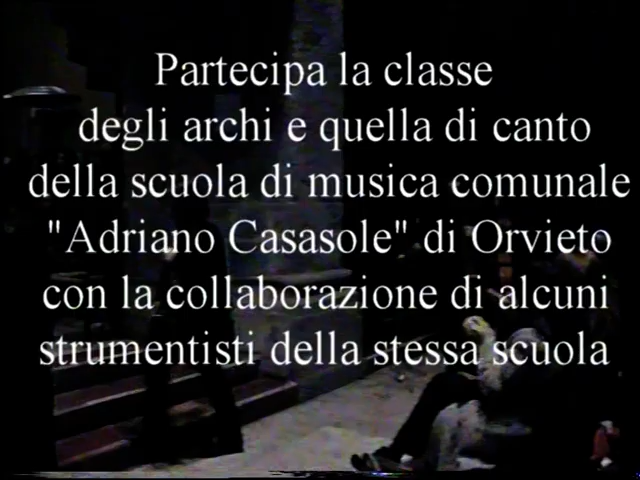 Partecipa la classe
degli archi e quella di canto
della scuola di musica comunale
"Adriano Casasole" di Orvieto
con la collaborazione di alcuni
strumentisti della stessa scuola